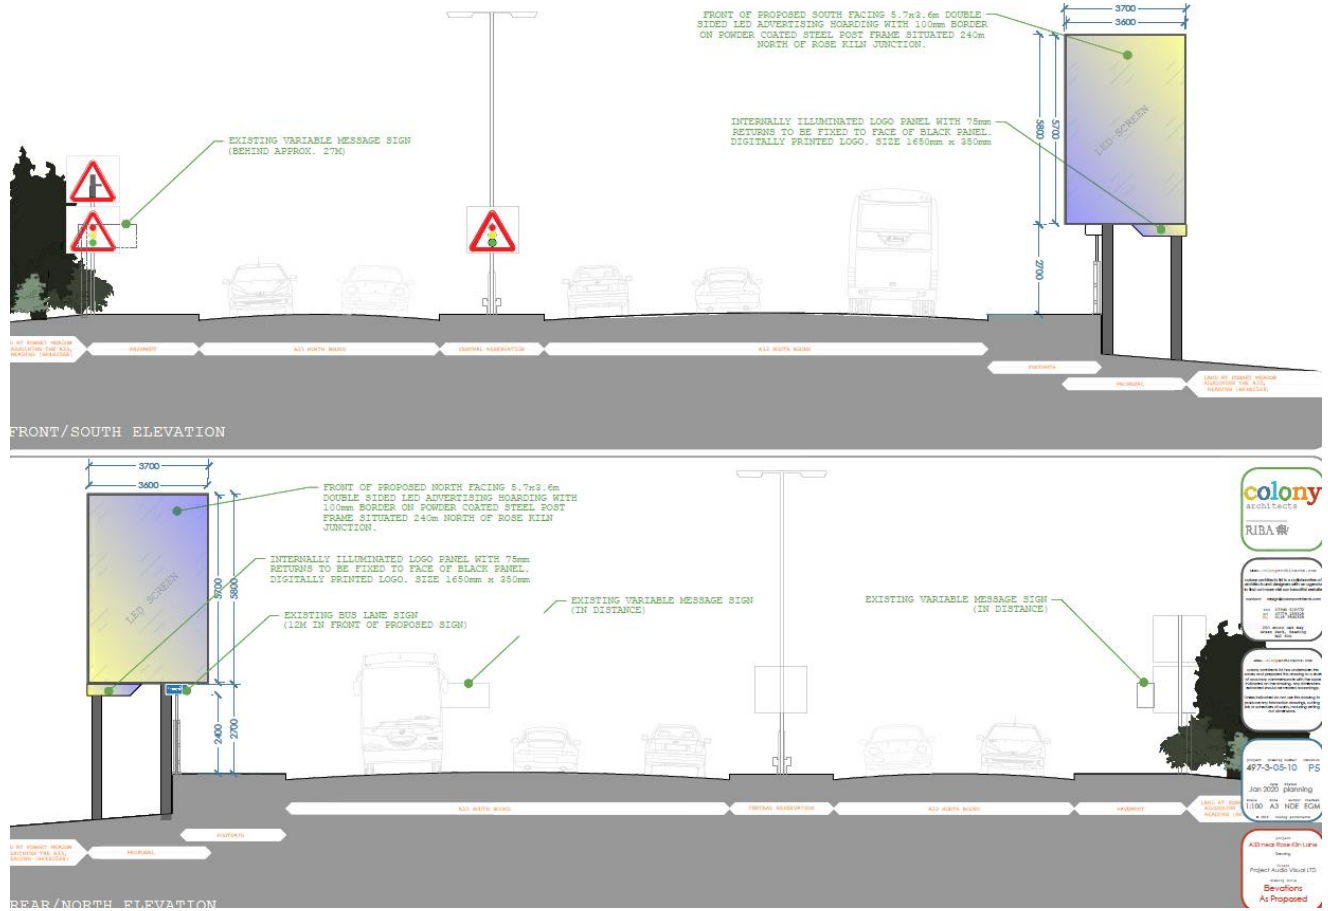 3700
3600
FRONT OF PROPOSED SOUTH FACING 5.7x3.6m DOUBLE
SIDED LED ADVERTISING HOARDING WITH 100mm BORDER
ON POWDER COATED STEEL POST FRAME SITUATED 240m
NORTH OF ROSE KILN JUNCTION.
INTERNALLY ILLUMINATED LOGO PANEL WITH 75mm
RETURNS TO BE FIXED TO FACE OF BLACK PANEL.
DIGITALLY PRINTED LOGO. SIZE 1650mm x 350mm
5800
5700
LED SCREEN
2700
EXISTING VARIABLE MESSAGE SIGN
(BEHIND APPROX. 27M)
PAVEMENT
A33 NORTH BOUND
CENTRAL RESERVATION
A33 SOUTH BOUND
FOOTPATH
PROPOSAL
FRONT/SOUTH ELEVATION
3700
3600
FRONT OF PROPOSED NORTH FACING 5.7x3.6m
DOUBLE SIDED LED ADVERTISING HOARDING WITH
100mm BORDER ON POWDER COATED STEEL POST
FRAME SITUATED 240m NORTH OF ROSE KILN
JUNCTION.
INTERNALLY ILLUMINATED LOGO PANEL WITH 75mm
RETURNS TO BE FIXED TO FACE OF BLACK PANEL.
DIGITALLY PRINTED LOGO. SIZE 1650mm x 350mm
EXISTING BUS LANE SIGN
(12M IN FRONT OF PROPOSED SIGN)
LED SCREEN
5700
5800
2400
2700
EXISTING VARIABLE MESSAGE SIGN
(IN DISTANCE)
EXISTING VARIABLE MESSAGE SIGN
(IN DISTANCE)
A33 SOUTH BOUND
CENTRAL RESERVATION
A33 NORTH BOUND
PAVEMENT
FOOTPATH
PROPOSAL
REAR/NORTH ELEVATION
colony
architects
RIBA
497-3-05-10 P5
Jan 2020 planning
1:100 A3 NDE EGM
project
A33 near Rose Kiln Lane
Project Audio Visual LTD
Elevations
As Proposed